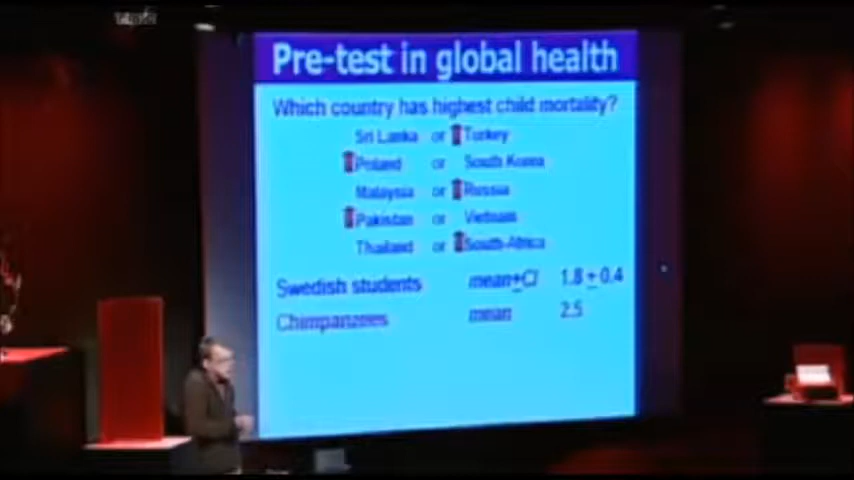 Pre-test in global health
Which country has highest child mortality?
Sri Lanka or Turkey
Poland or South Korea
Malaysia or Russia
Pakistan or Vietnam
Thailand or South-Africa
Swedish students mean±CI 1.8 ± 0.4
Chimpanzees mean 2.5